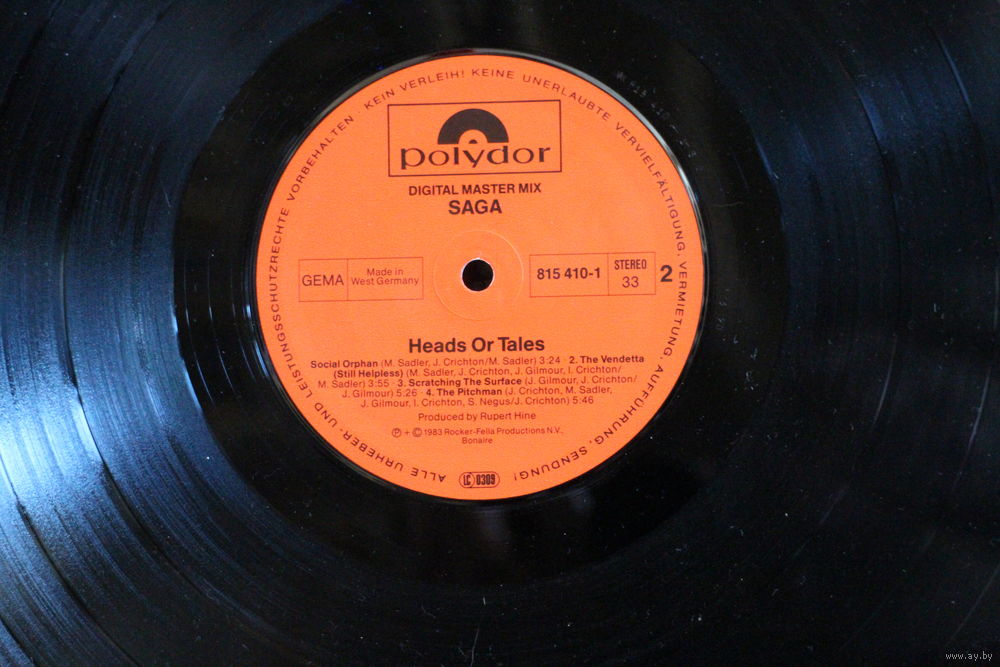 ALLE URHEBER- UND LEISTUNGSSCHUTZRECHTE VORBEHALTEN KEIN VERLEIH! KEINE UNERLAUBTE VERVIELFÄLTIGUNG, VERMIETUNG, AUFFÜHRUNG, SENDUNG!
polydor
DIGITAL MASTER MIX
SAGA
GEMA
Made in
West Germany
815 410-1
STEREO
33
2
Heads Or Tales
Social Orphan (M. Sadler, J. Crichton/M. Sadler) 3:24 · 2. The Vendetta
(Still Helpless) (M. Sadler, J. Crichton, J. Gilmour, I. Crichton/
M. Sadler) 3:55 · 3. Scratching The Surface (J. Gilmour, J. Crichton/
J. Gilmour) 5:26 · 4. The Pitchman (J. Crichton, M. Sadler,
J. Gilmour, I. Crichton, S. Negus/J. Crichton) 5:46
Produced by Rupert Hine
Ⓟ + © 1983 Rocker-Fella Productions N.V.,
Bonaire
LC 0309
www.ay.by